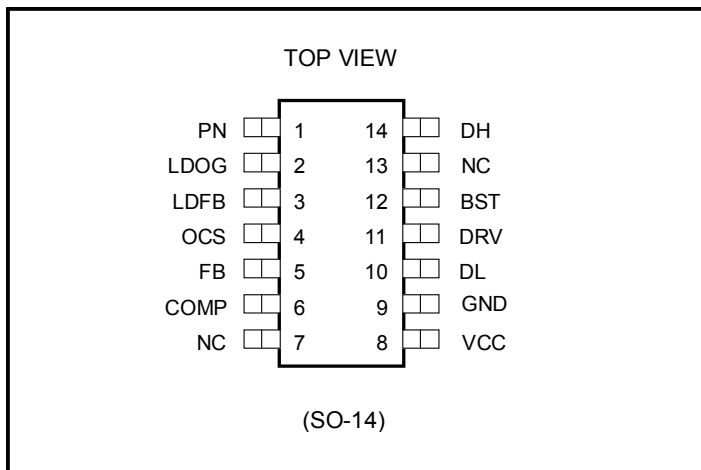 TOP VIEW
PN 1 14 DH
LDOG 2 13 NC
LDFB 3 12 BST
OCS 4 11 DRV
FB 5 10 DL
COMP 6 9 GND
NC 7 8 VCC
(SO-14)